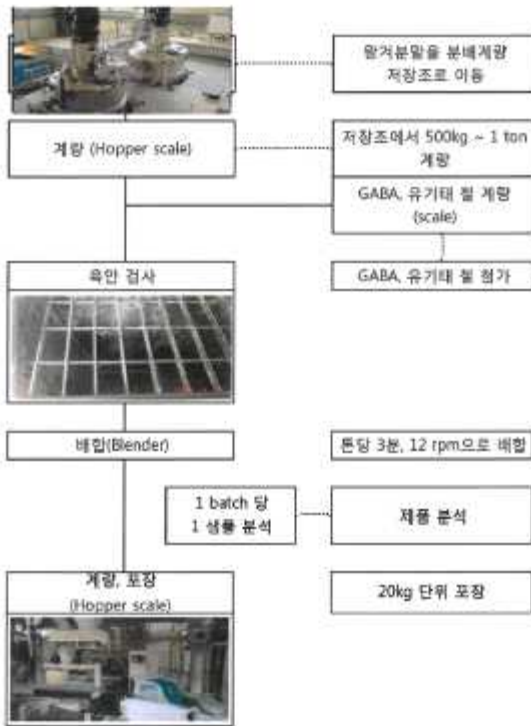 왕겨분말을 분배계량
저장조로 이동
계량 (Hopper scale)
저장조에서 500kg ~ 1 ton
계량
GABA, 유기태 철 계량
(scale)
육안 검사
GABA, 유기태 철 첨가
배합(Blender)
톤당 3분, 12 rpm으로 배합
1 batch 당
1 샘플 분석
제품 분석
계량, 포장
(Hopper scale)
20kg 단위 포장